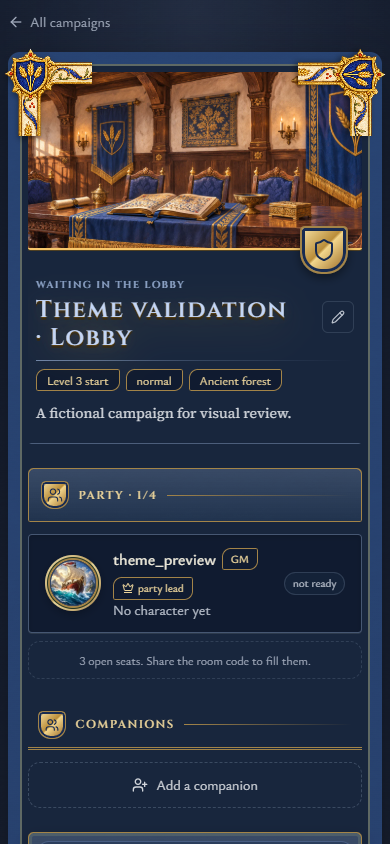 All campaigns
WAITING IN THE LOBBY
THEME VALIDATION
· LOBBY
Level 3 start
normal
Ancient forest
A fictional campaign for visual review.
PARTY · 1/4
theme_preview GM
party lead
not ready
No character yet
3 open seats. Share the room code to fill them.
COMPANIONS
Add a companion